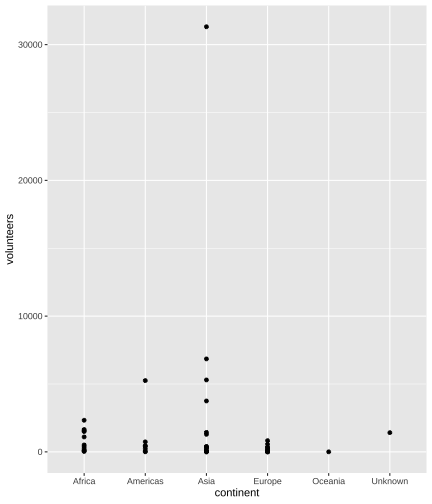 30000
20000
10000
0
volunteers
Africa Americas Asia Europe Oceania Unknown
continent